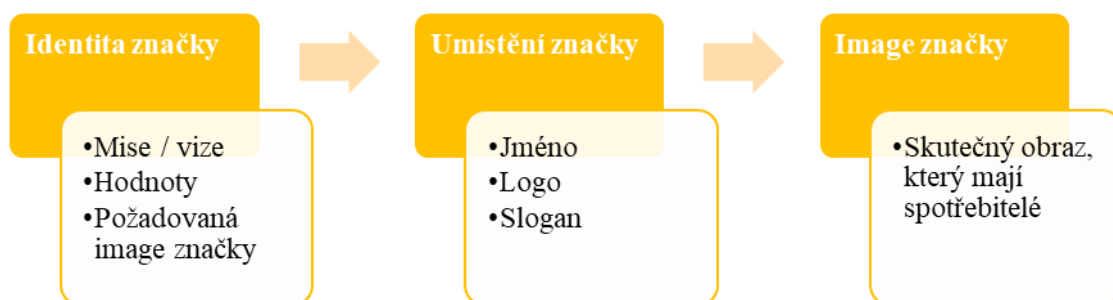 Identita značky
•Mise / vize
•Hodnoty
•Požadovaná
image značky
Umístění značky
•Jméno
•Logo
•Slogan
Image značky
•Skutečný obraz,
který mají
spotřebitelé